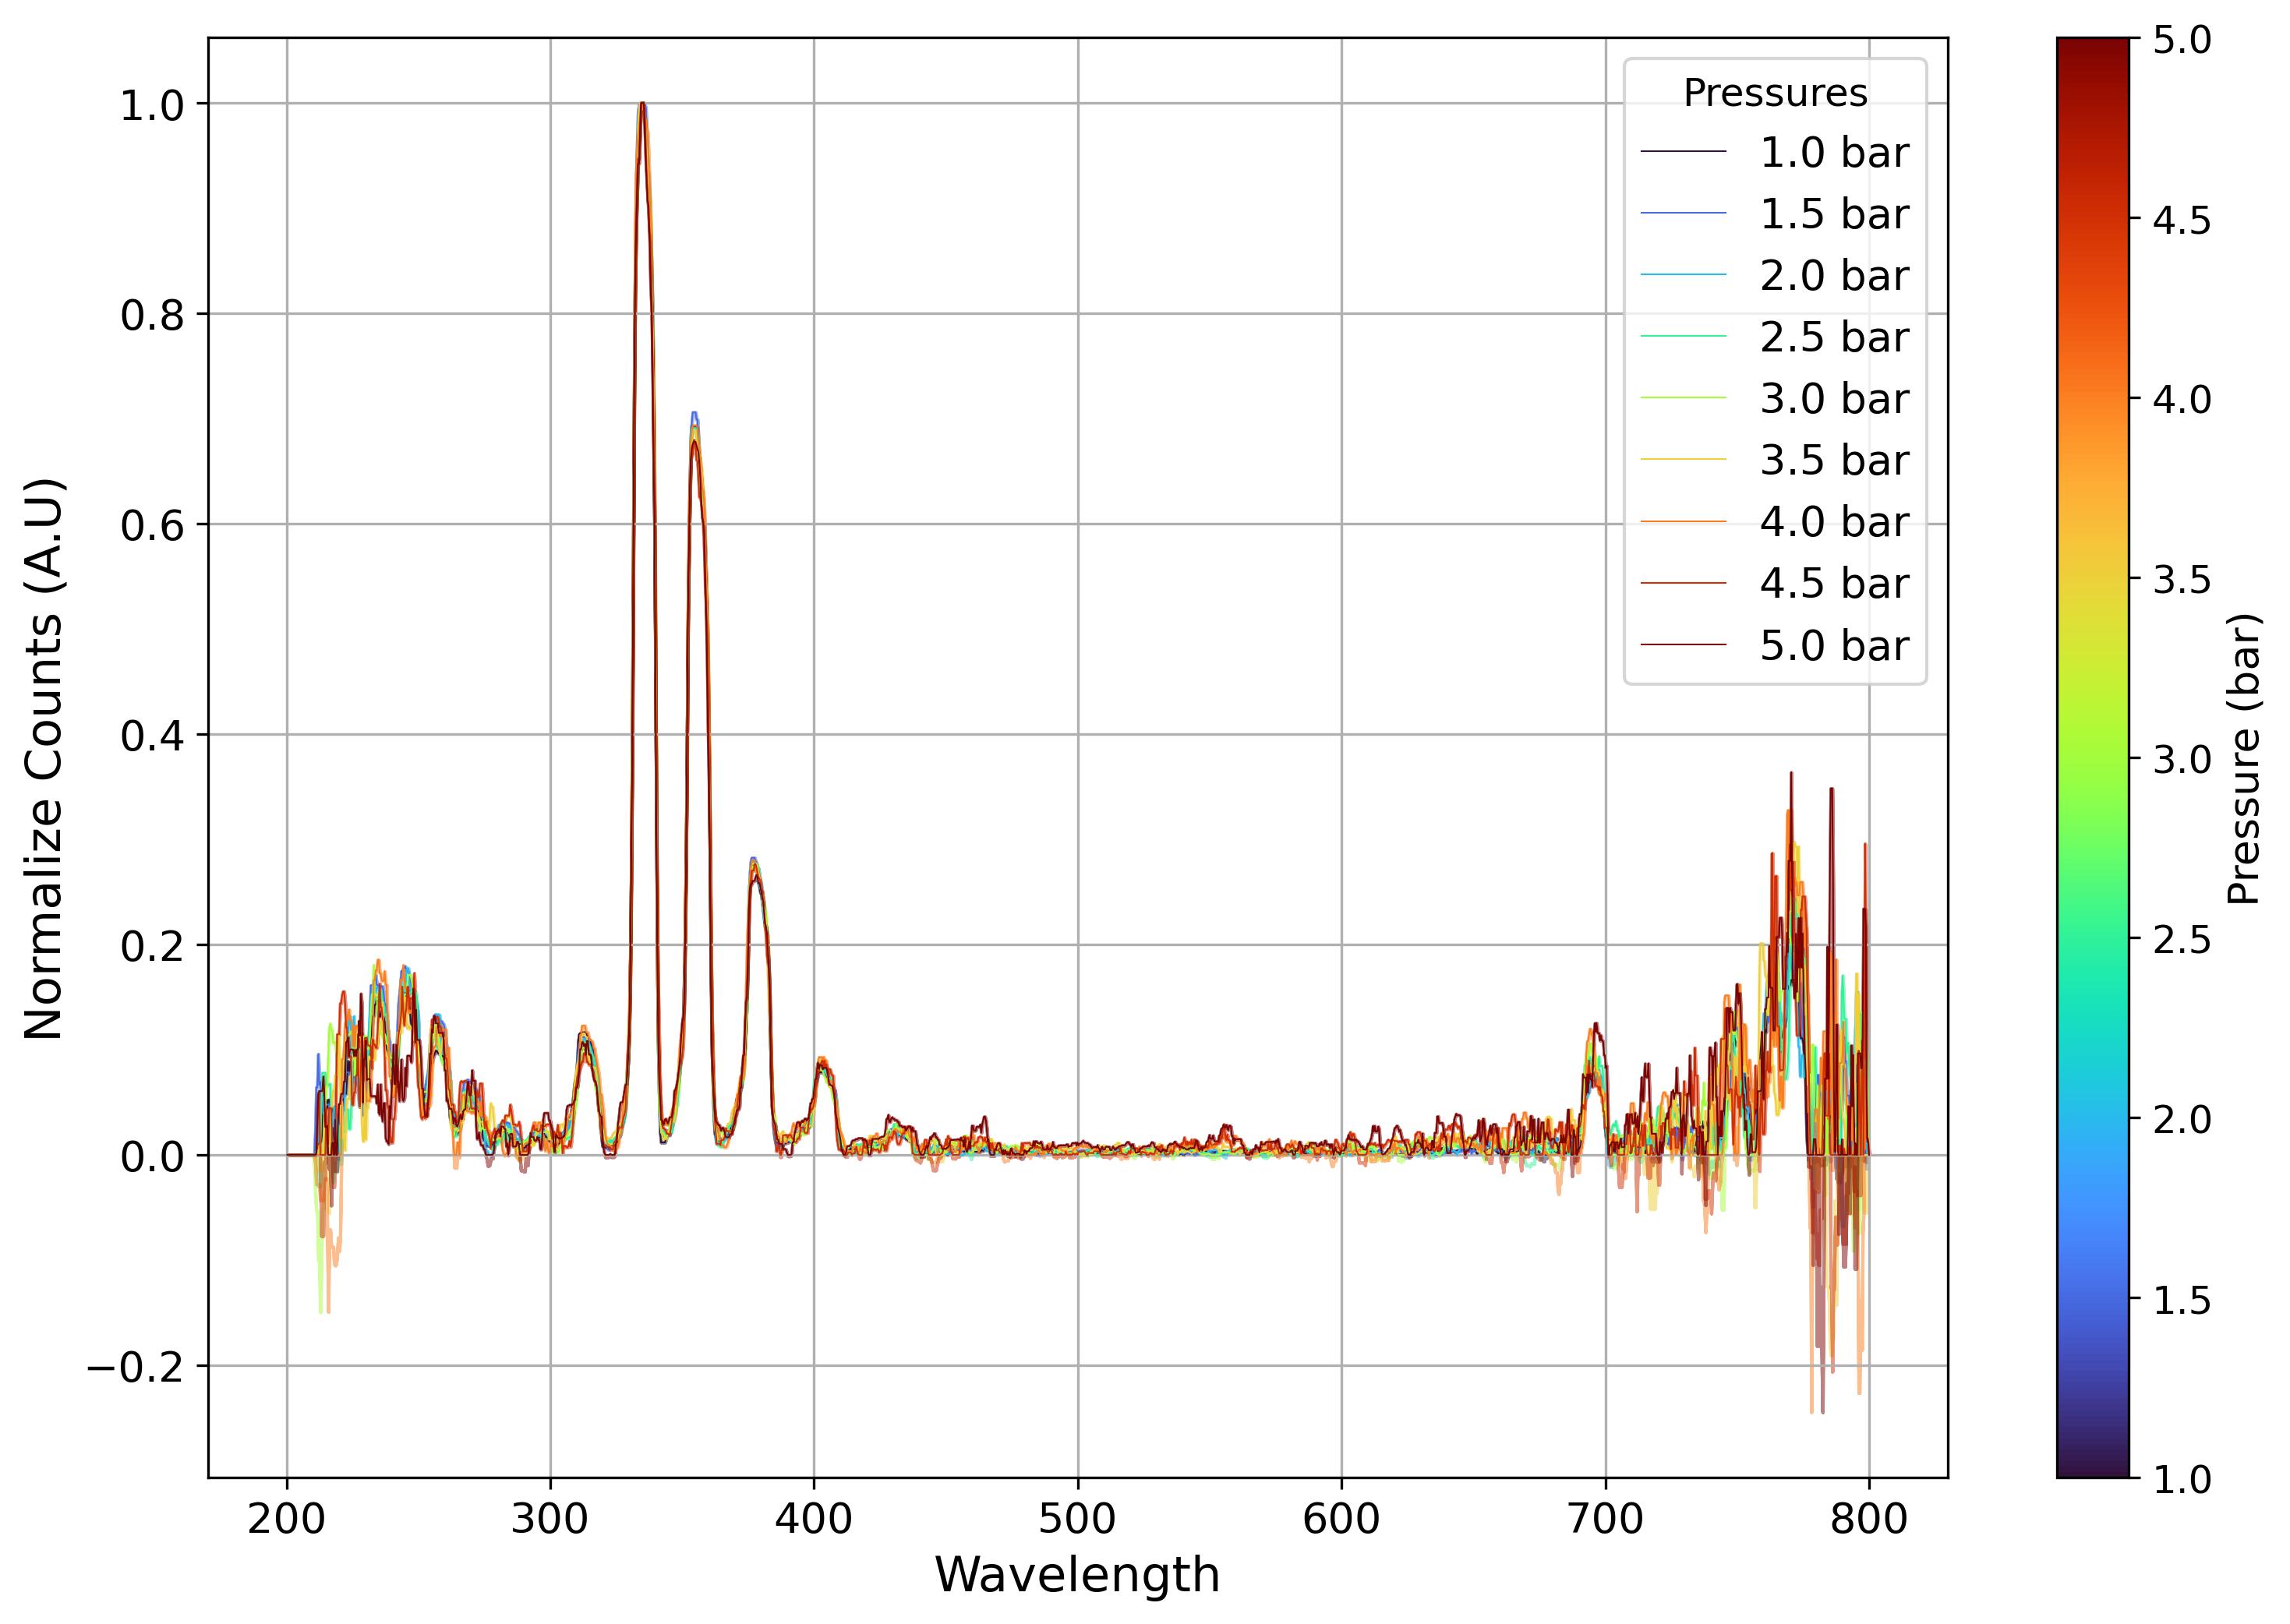 Normalize Counts (A.U)
1.0
0.8
0.6
0.4
0.2
0.0
−0.2
200
300
400
500
600
700
800
Wavelength
Pressures
1.0 bar
1.5 bar
2.0 bar
2.5 bar
3.0 bar
3.5 bar
4.0 bar
4.5 bar
5.0 bar
5.0
4.5
4.0
3.5
3.0
2.5
2.0
1.5
1.0
Pressure (bar)